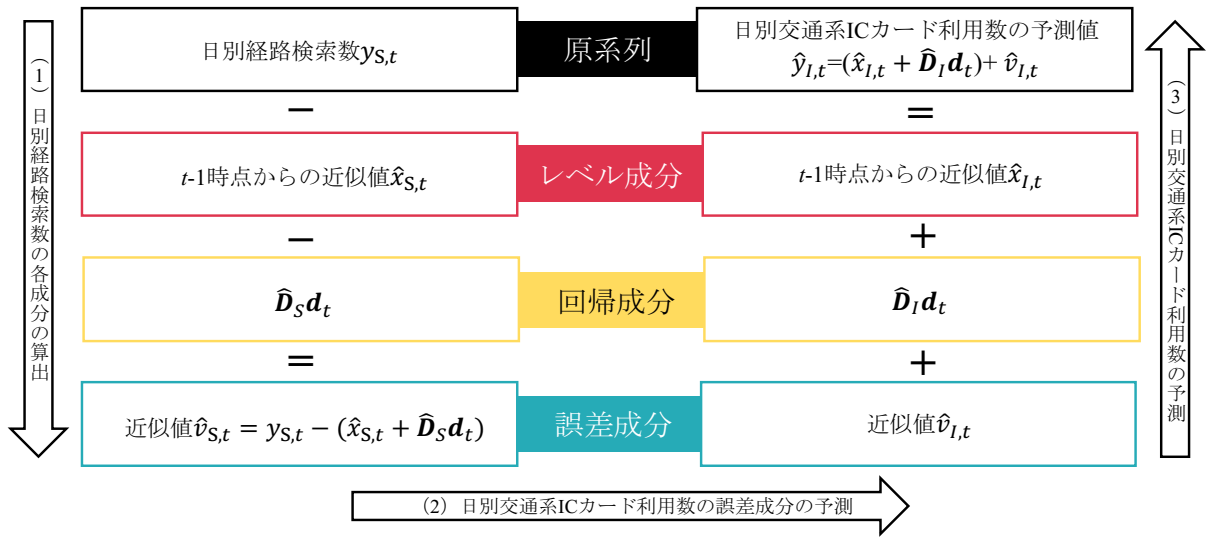 (1)日別経路検索数の各成分の算出
日別経路検索数y_{S,t}
原系列
日別交通系ICカード利用数の予測値
ŷ_{I,t}=(x̂_{I,t} + D̂_I d_t)+ v̂_{I,t}
−
=
t-1時点からの近似値x̂_{S,t}
レベル成分
t-1時点からの近似値x̂_{I,t}
−
+
D̂_S d_t
回帰成分
D̂_I d_t
=
+
近似値v̂_{S,t} = y_{S,t} − (x̂_{S,t} + D̂_S d_t)
誤差成分
近似値v̂_{I,t}
(3)日別交通系ICカード利用数の予測
(2)日別交通系ICカード利用数の誤差成分の予測